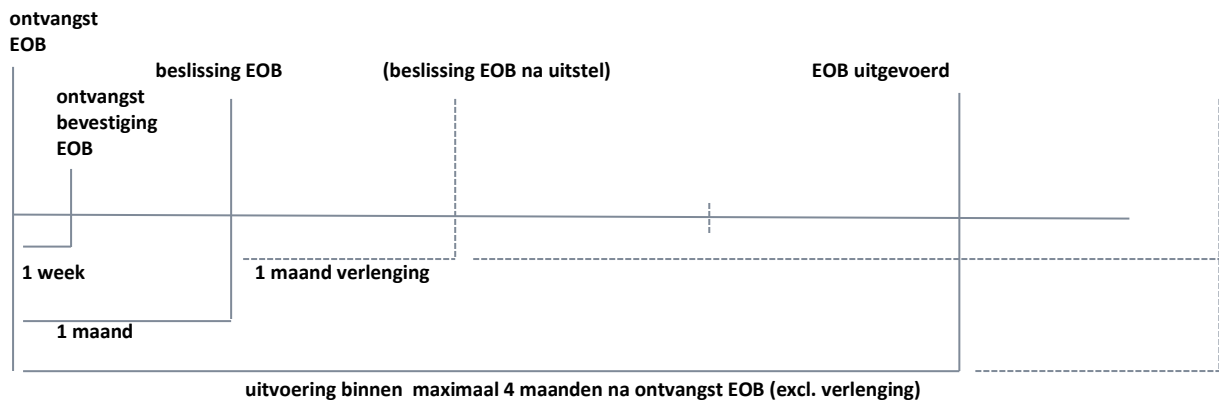 ontvangst
EOB
beslissing EOB
(beslissing EOB na uitstel)
EOB uitgevoerd
ontvangst
bevestiging
EOB
1 week
1 maand verlenging
1 maand
uitvoering binnen  maximaal 4 maanden na ontvangst EOB (excl. verlenging)